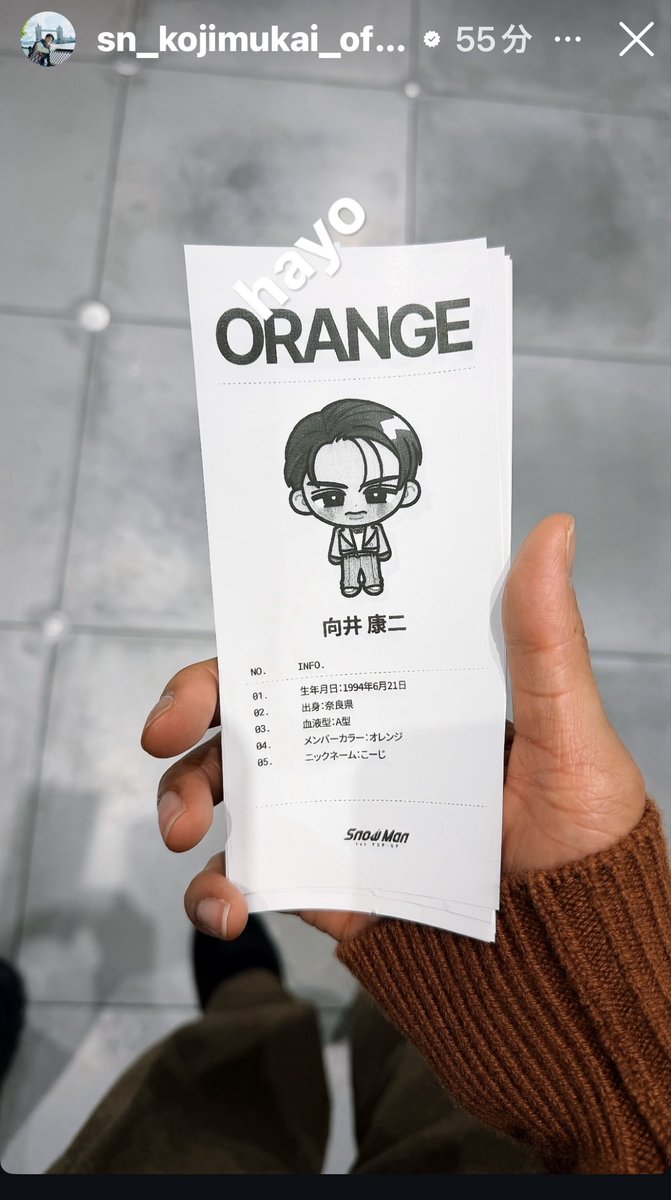 sn_kojimukai_of... 55分 ...
hayo
ORANGE
向井 康二
NO. INFO.
01. 生年月日:1994年6月21日
02. 出身:奈良県
03. 血液型:A型
04. メンバーカラー:オレンジ
05. ニックネーム:こーじ
Snow Man
1st POP-UP